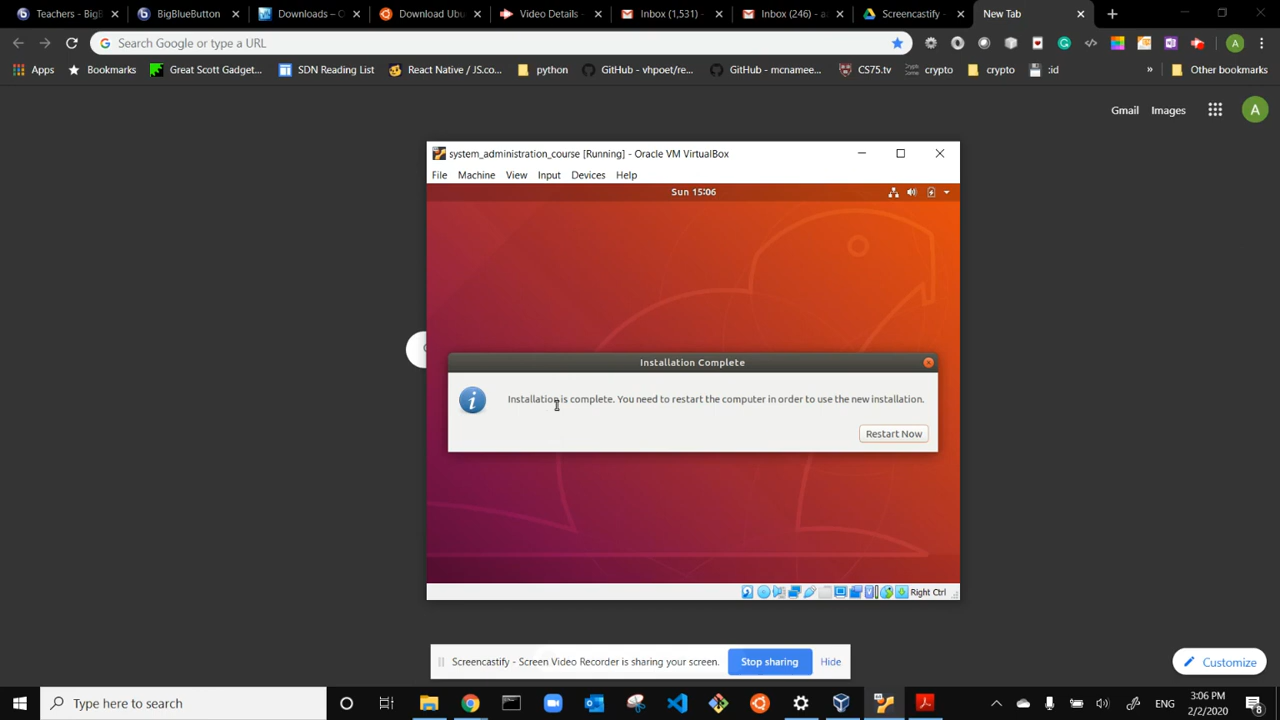 Teachers - BigB
BigBlueButton
Downloads – O
Download Ubu
Video Details -
Inbox (1,531) -
Inbox (246) - a
Screencastify -
New Tab
Search Google or type a URL
Apps
Bookmarks
Great Scott Gadget...
SDN Reading List
React Native / JS.co...
python
GitHub - vhpoet/re...
GitHub - mcnamee...
CS75.tv
crypto
crypto
:id
»
Other bookmarks
Gmail
Images
A
system_administration_course [Running] - Oracle VM VirtualBox
File Machine View Input Devices Help
Sun 15:06
Installation Complete
Installation is complete. You need to restart the computer in order to use the new installation.
Restart Now
Right Ctrl
Screencastify - Screen Video Recorder is sharing your screen.
Stop sharing
Hide
Customize
Type here to search
ENG
3:06 PM
2/2/2020
8